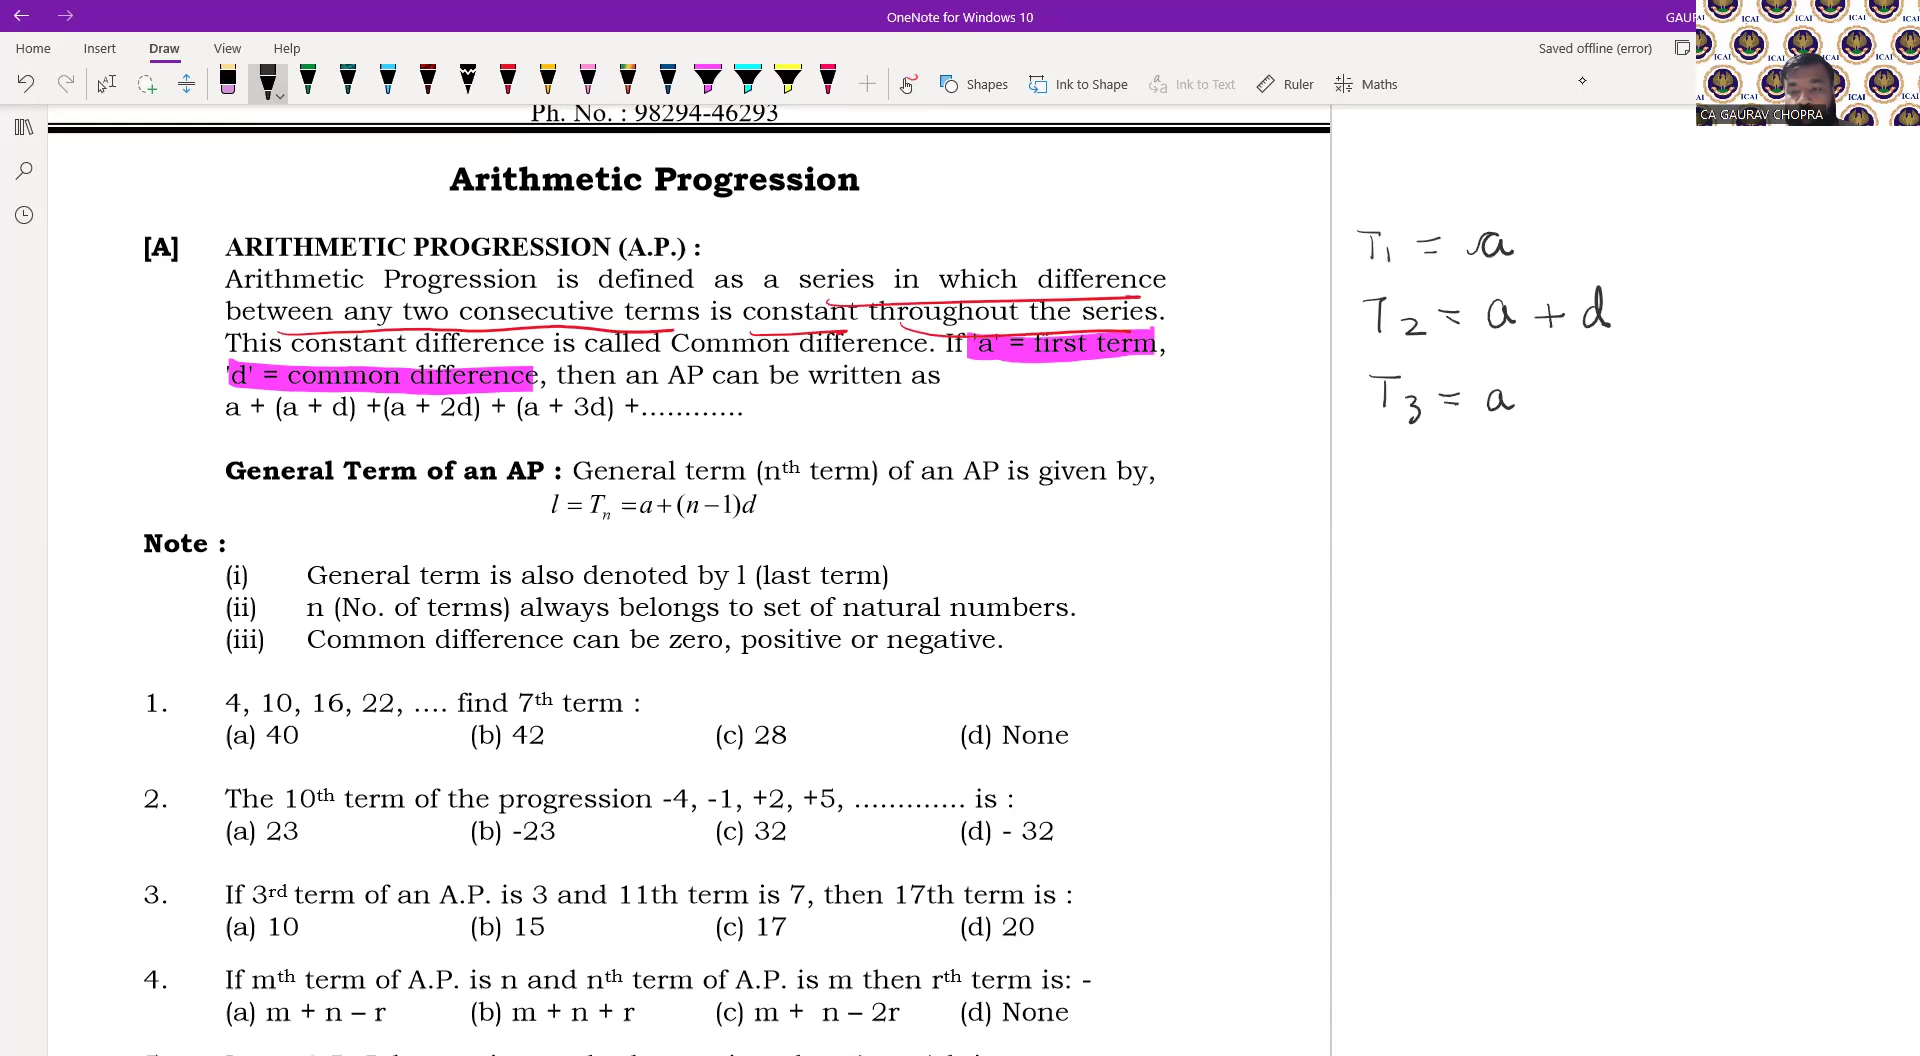 OneNote for Windows 10
GAUR
Home Insert Draw View Help
Saved offline (error)
Shapes Ink to Shape Ink to Text Ruler Maths
ICAI
CA GAURAV CHOPRA
Ph. No. : 98294-46293
Arithmetic Progression
[A] ARITHMETIC PROGRESSION (A.P.) :
Arithmetic Progression is defined as a series in which difference
between any two consecutive terms is constant throughout the series.
This constant difference is called Common difference. If 'a' = first term,
'd' = common difference, then an AP can be written as
a + (a + d) +(a + 2d) + (a + 3d) +............
General Term of an AP : General term (nth term) of an AP is given by,
l = Tn = a + (n − 1)d
Note :
(i) General term is also denoted by l (last term)
(ii) n (No. of terms) always belongs to set of natural numbers.
(iii) Common difference can be zero, positive or negative.
1. 4, 10, 16, 22, .... find 7th term :
(a) 40 (b) 42 (c) 28 (d) None
2. The 10th term of the progression -4, -1, +2, +5, ............. is :
(a) 23 (b) -23 (c) 32 (d) - 32
3. If 3rd term of an A.P. is 3 and 11th term is 7, then 17th term is :
(a) 10 (b) 15 (c) 17 (d) 20
4. If mth term of A.P. is n and nth term of A.P. is m then rth term is: -
(a) m + n – r (b) m + n + r (c) m + n – 2r (d) None
T1 = a
T2 = a + d
T3 = a